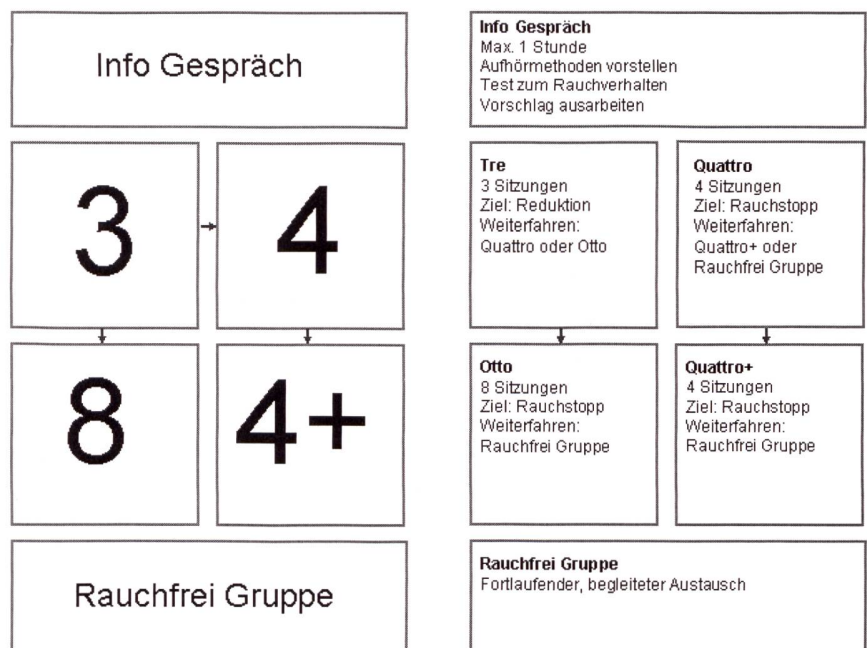 Info Gespräch
3
4
8
4+
Rauchfrei Gruppe
Info Gespräch
Max. 1 Stunde
Aufhörmethoden vorstellen
Test zum Rauchverhalten
Vorschlag ausarbeiten
Tre
3 Sitzungen
Ziel: Reduktion
Weiterfahren:
Quattro oder Otto
Quattro
4 Sitzungen
Ziel: Rauchstopp
Weiterfahren:
Quattro+ oder
Rauchfrei Gruppe
Otto
8 Sitzungen
Ziel: Rauchstopp
Weiterfahren:
Rauchfrei Gruppe
Quattro+
4 Sitzungen
Ziel: Rauchstopp
Weiterfahren:
Rauchfrei Gruppe
Rauchfrei Gruppe
Fortlaufender, begleiteter Austausch